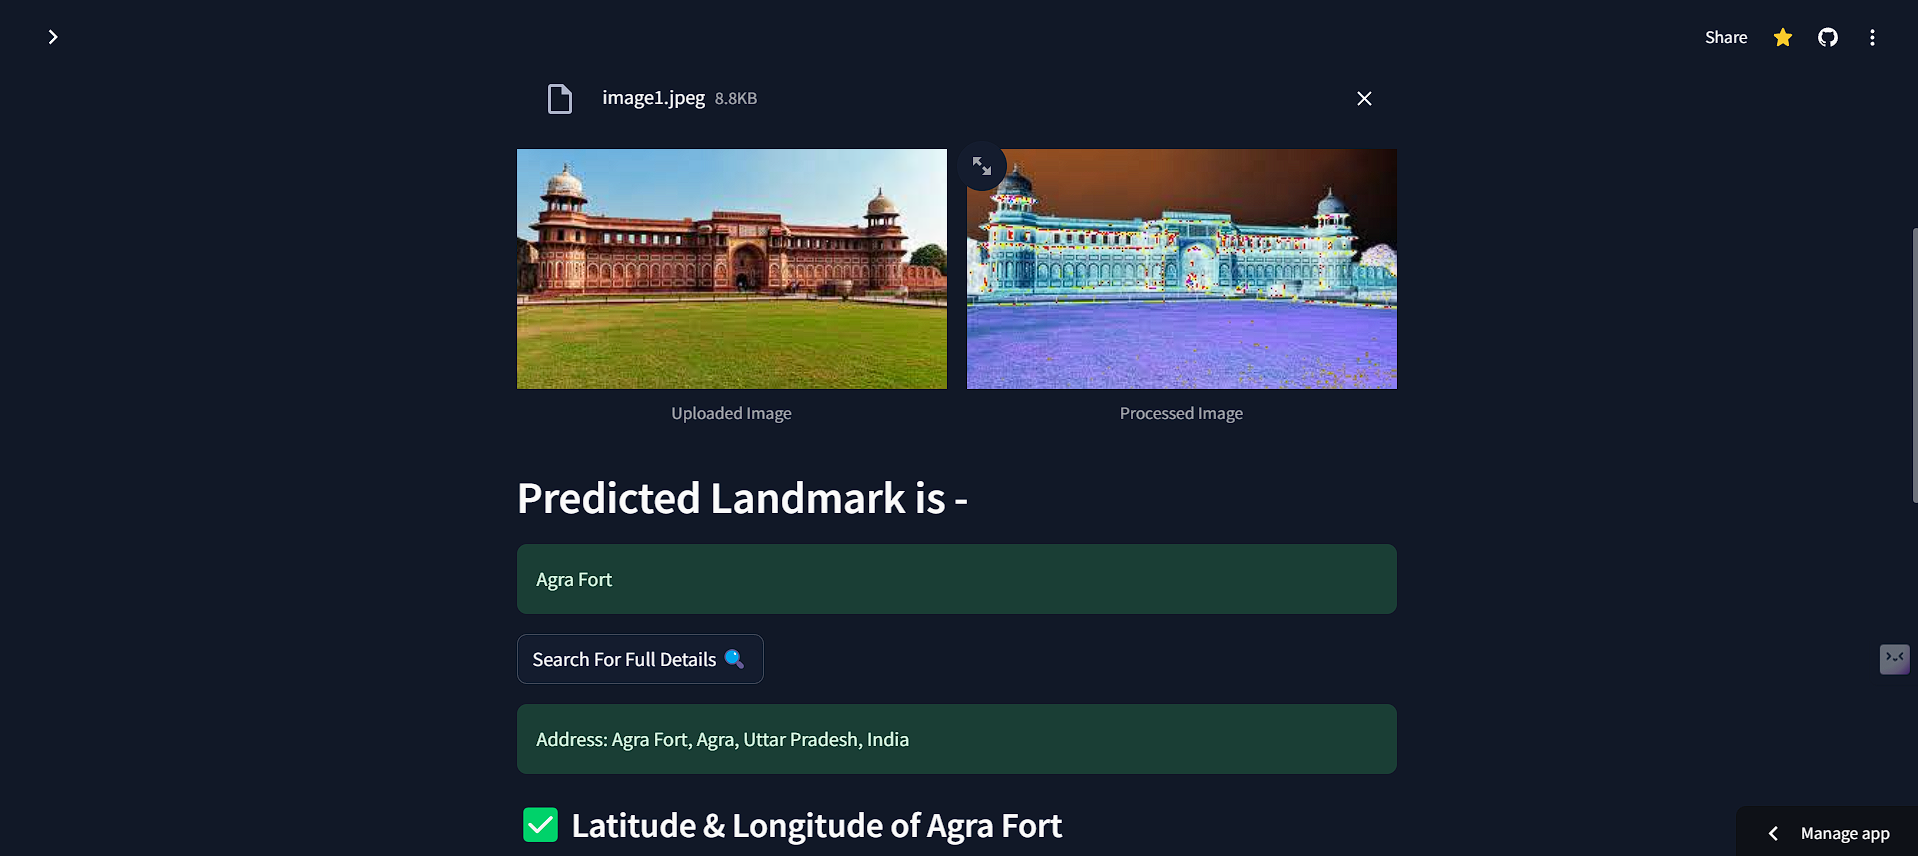 Share
image1.jpeg 8.8KB
Uploaded Image
Processed Image
Predicted Landmark is -
Agra Fort
Search For Full Details
Address: Agra Fort, Agra, Uttar Pradesh, India
Latitude & Longitude of Agra Fort
Manage app